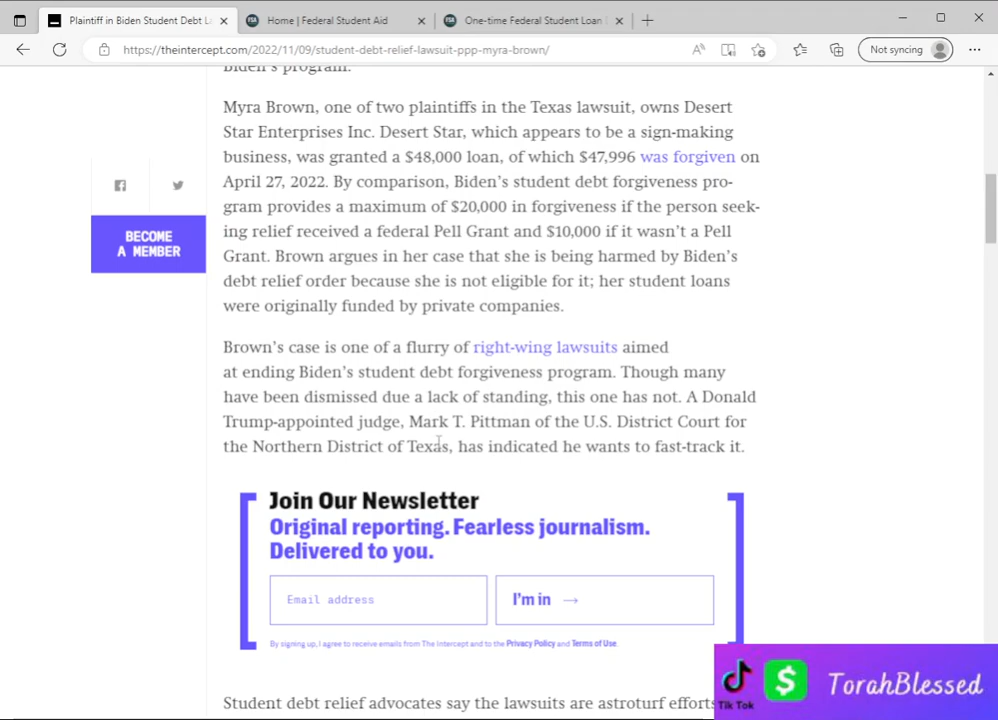 Plaintiff in Biden Student Debt L
Home | Federal Student Aid
One-time Federal Student Loan
https://theintercept.com/2022/11/09/student-debt-relief-lawsuit-ppp-myra-brown/
Not syncing
Biden's program.
Myra Brown, one of two plaintiffs in the Texas lawsuit, owns Desert
Star Enterprises Inc. Desert Star, which appears to be a sign-making
business, was granted a $48,000 loan, of which $47,996 was forgiven on
April 27, 2022. By comparison, Biden's student debt forgiveness pro-
gram provides a maximum of $20,000 in forgiveness if the person seek-
ing relief received a federal Pell Grant and $10,000 if it wasn't a Pell
Grant. Brown argues in her case that she is being harmed by Biden's
debt relief order because she is not eligible for it; her student loans
were originally funded by private companies.
BECOME
A MEMBER
Brown's case is one of a flurry of right-wing lawsuits aimed
at ending Biden's student debt forgiveness program. Though many
have been dismissed due a lack of standing, this one has not. A Donald
Trump-appointed judge, Mark T. Pittman of the U.S. District Court for
the Northern District of Texas, has indicated he wants to fast-track it.
Join Our Newsletter
Original reporting. Fearless journalism.
Delivered to you.
Email address
I'm in →
By signing up, I agree to receive emails from The Intercept and to the Privacy Policy and Terms of Use.
Student debt relief advocates say the lawsuits are astroturf efforts
Tik Tok
TorahBlessed